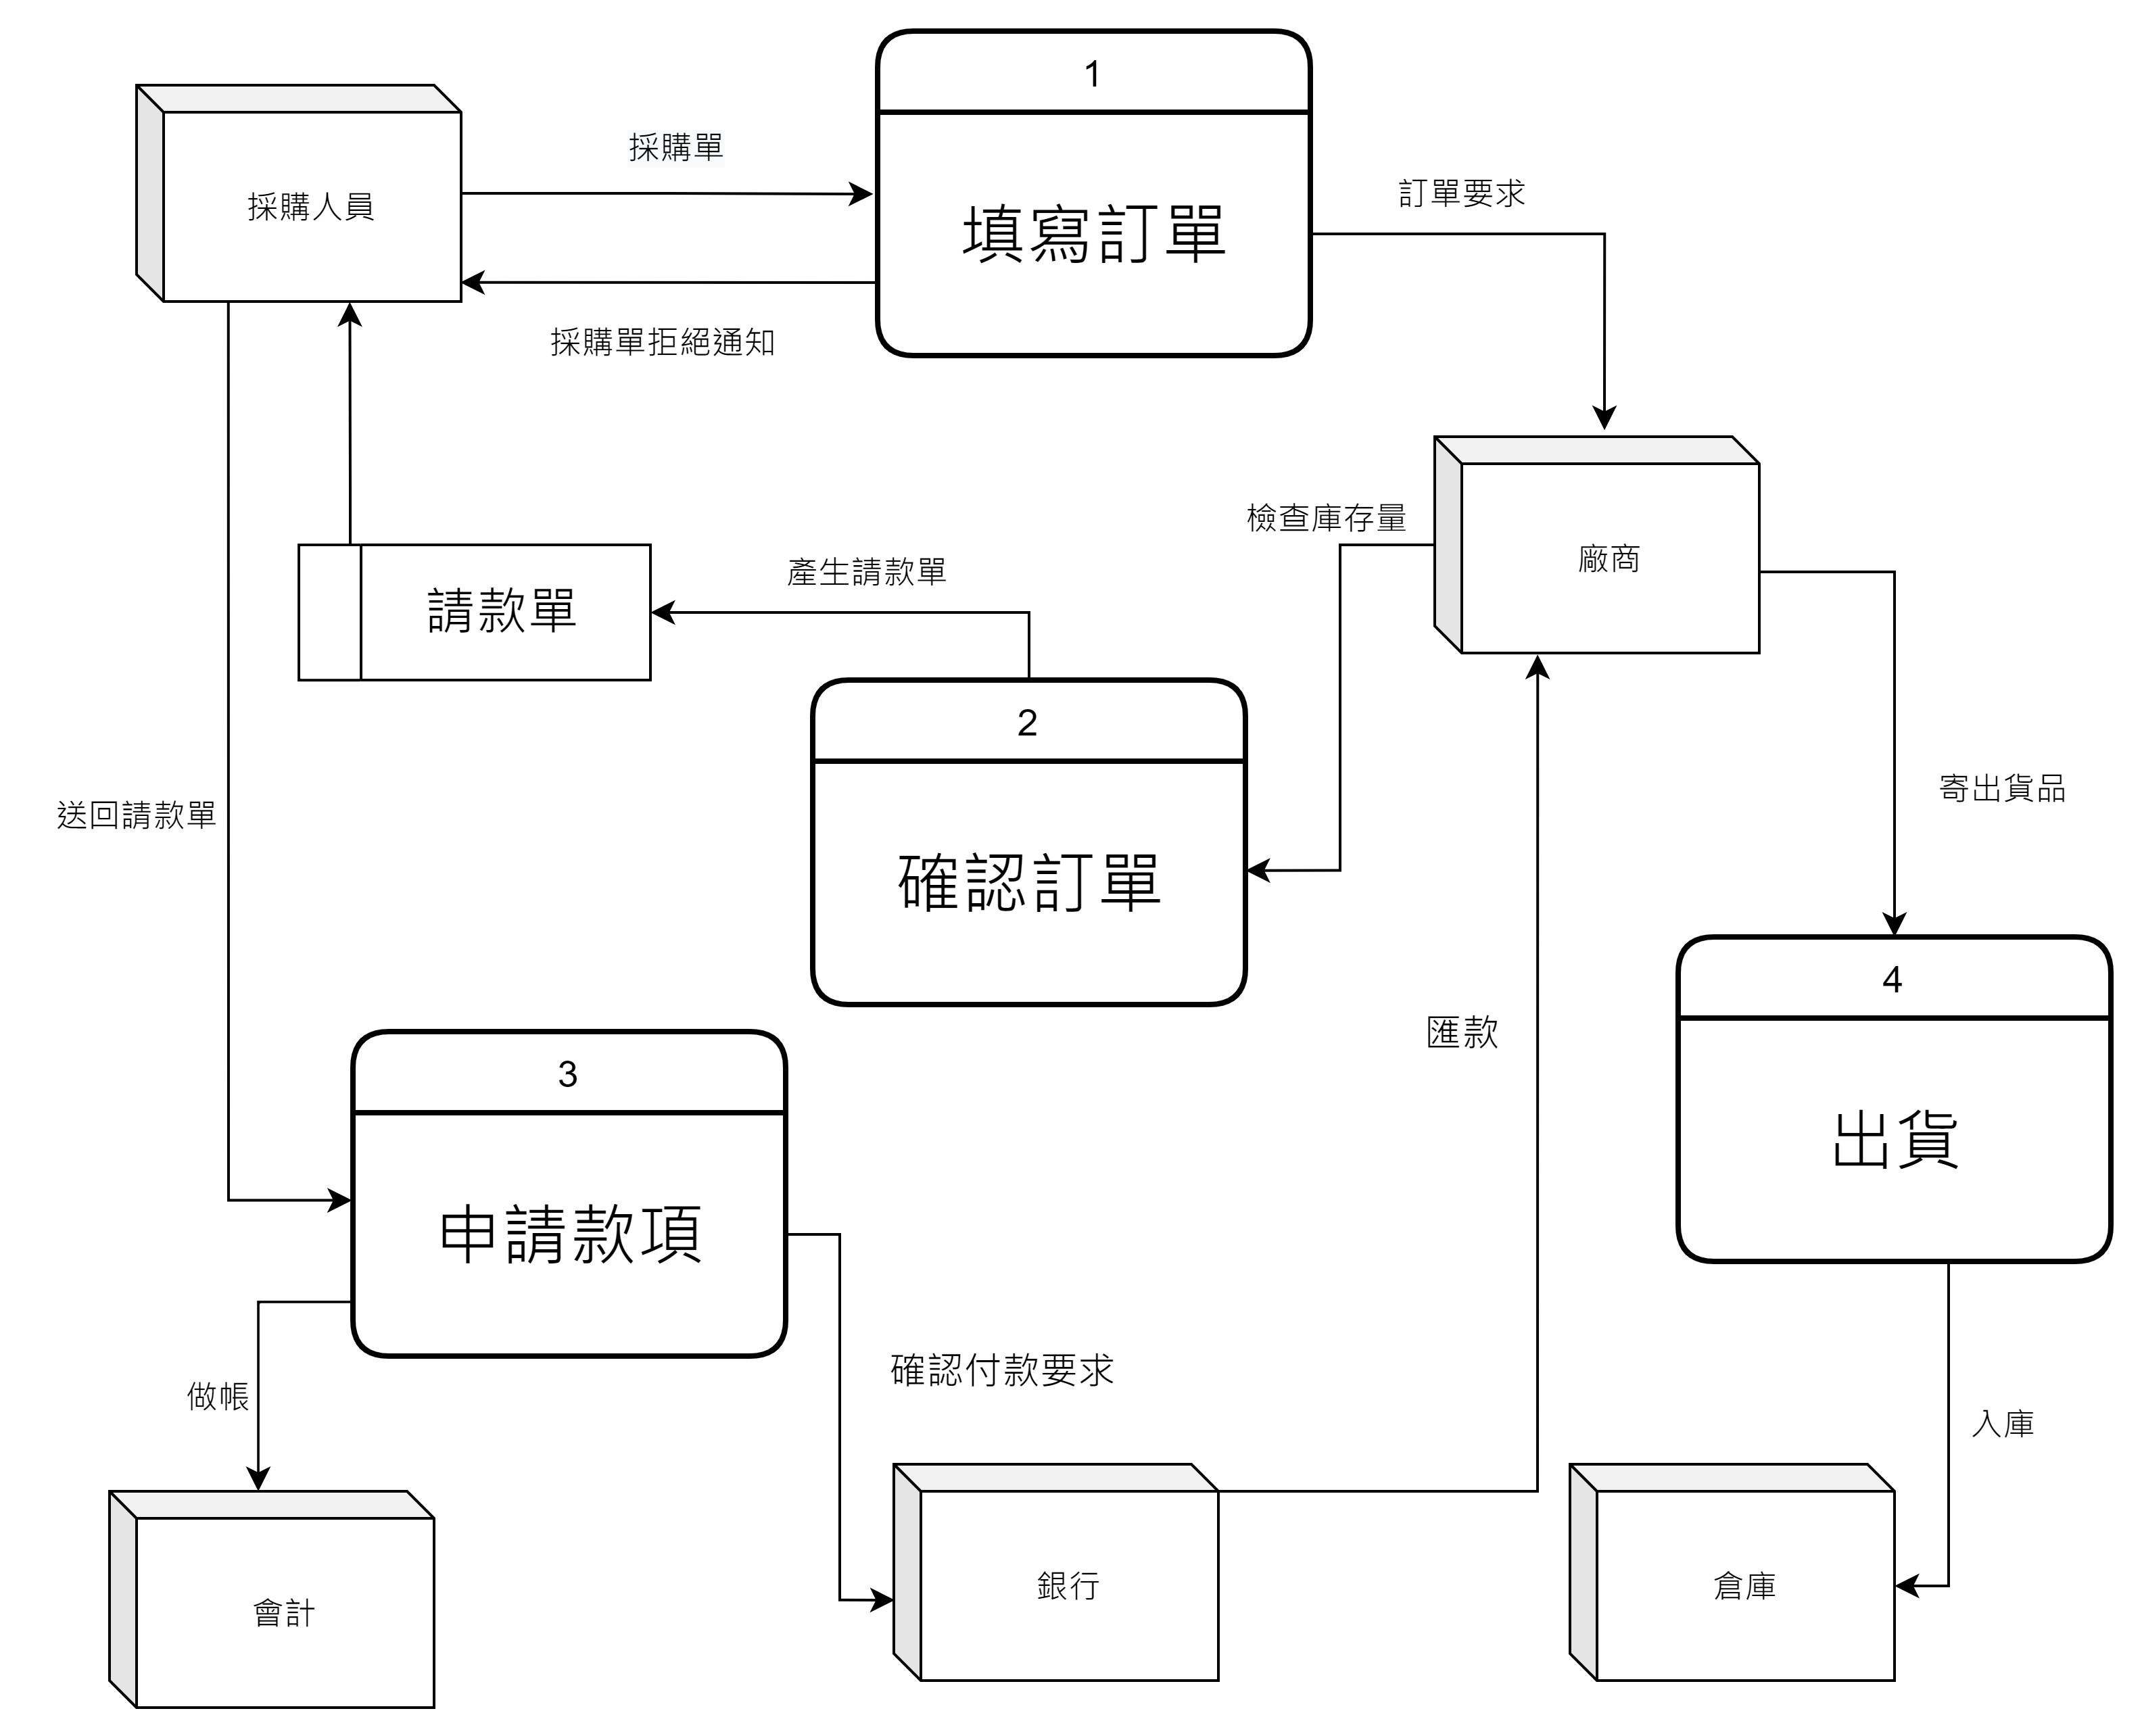 1
採購單
採購人員
填寫訂單
訂單要求
採購單拒絕通知
檢查庫存量
廠商
產生請款單
請款單
2
確認訂單
送回請款單
寄出貨品
4
出貨
匯款
3
申請款項
確認付款要求
做帳
入庫
會計
銀行
倉庫